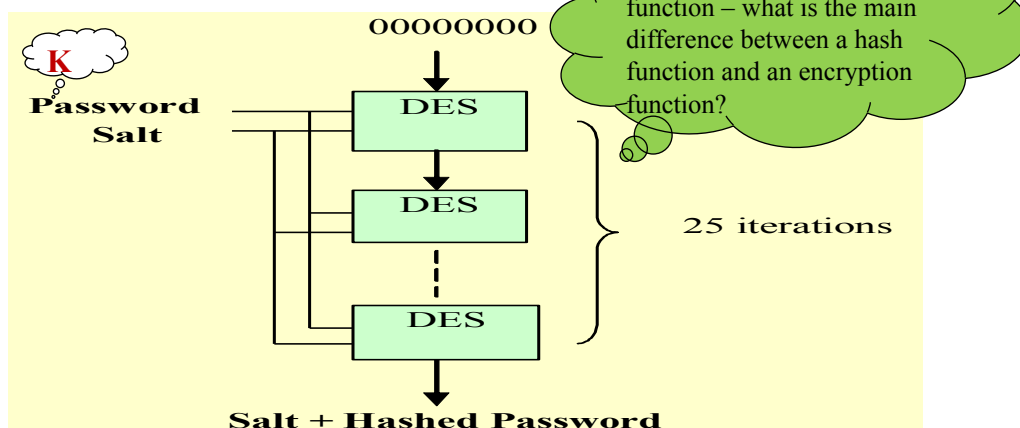 function – what is the main
difference between a hash
function and an encryption
function?
00000000
K
Password
Salt
DES
DES
25 iterations
DES
Salt + Hashed Password